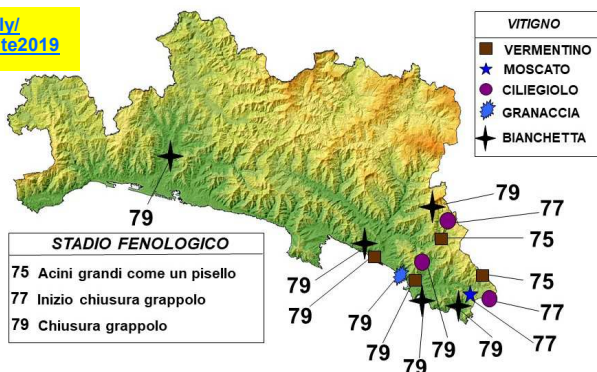 ly/
te2019
VITIGNO
VERMENTINO
MOSCATO
CILIEGIOLO
GRANACCIA
BIANCHETTA
79
77
75
79
STADIO FENOLOGICO
75 Acini grandi come un pisello
77 Inizio chiusura grappolo
79 Chiusura grappolo
75
79
79
77
79
77
79
79
79
79